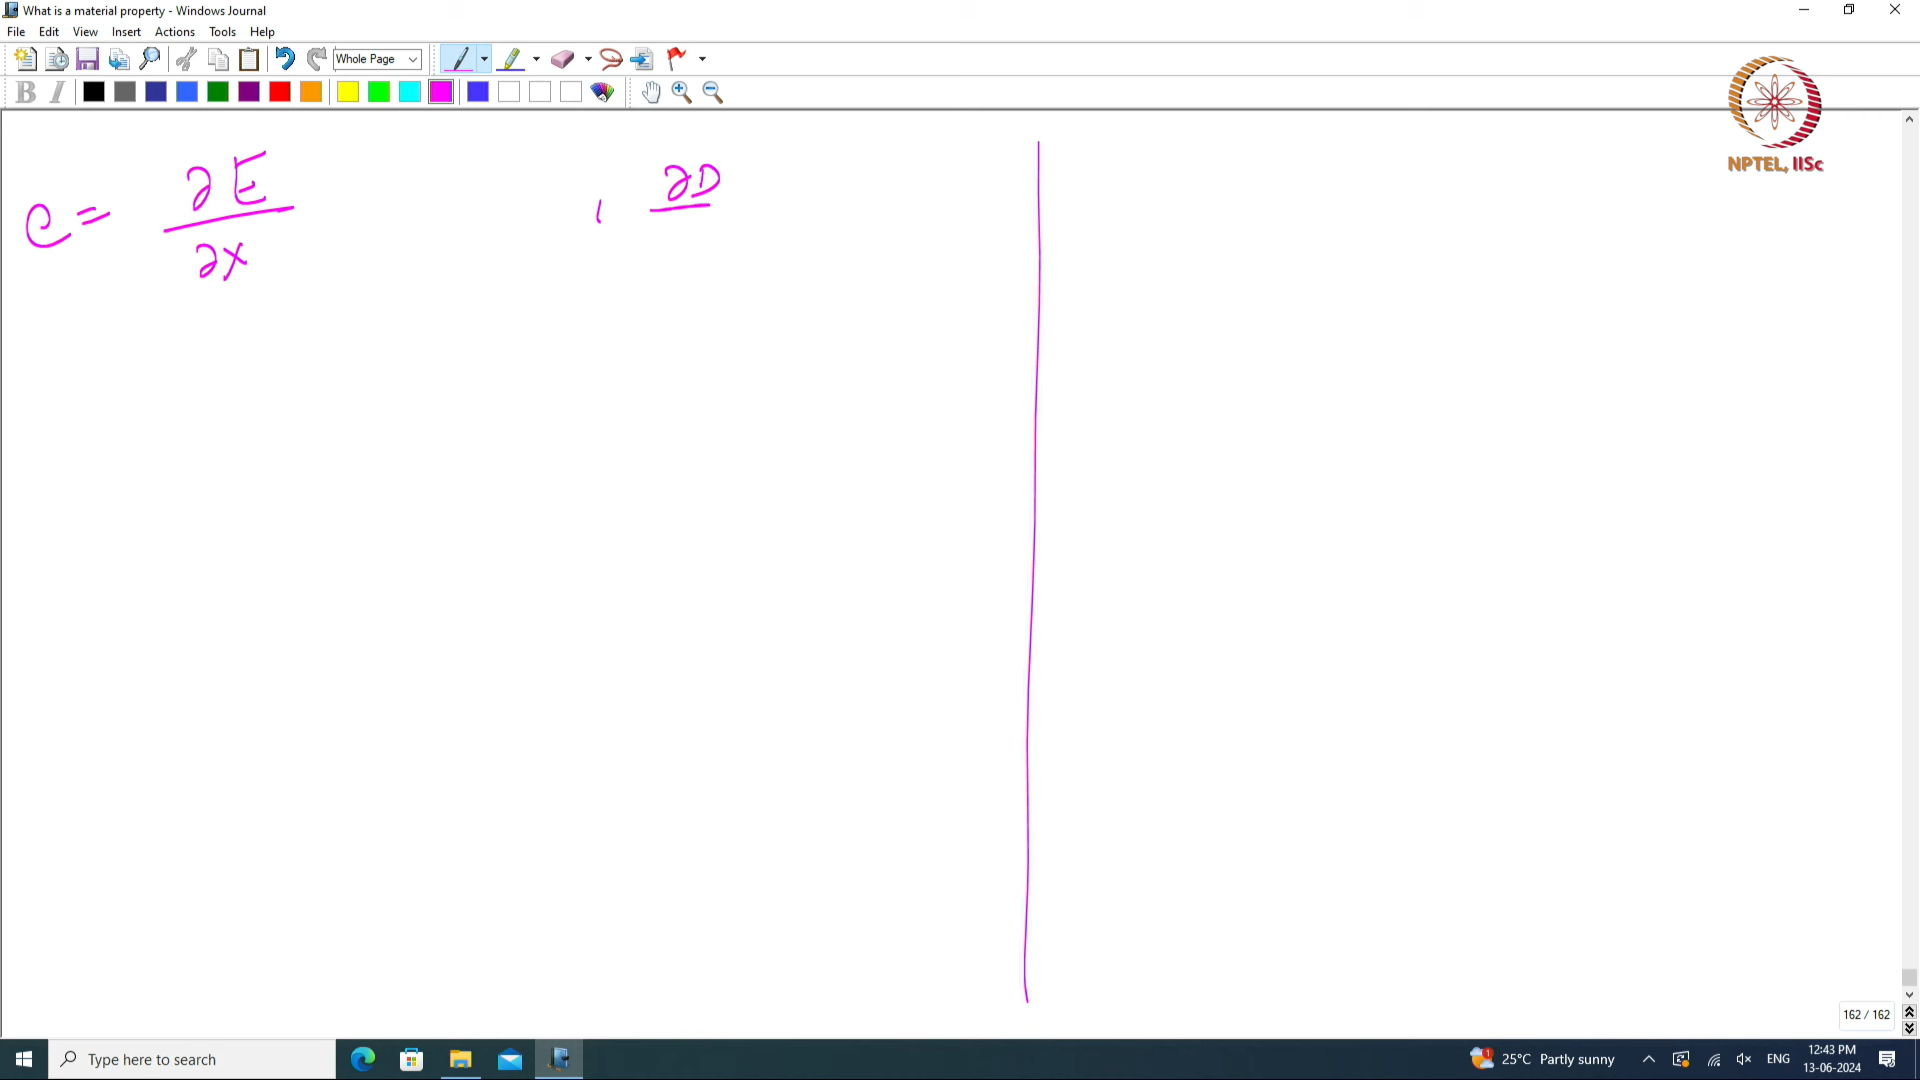 What is a material property - Windows Journal
File Edit View Insert Actions Tools Help
Whole Page
B I
NPTEL, IISc
e = ∂E/∂x , ∂D
162 / 162
Type here to search
1
25°C Partly sunny
ENG
12:43 PM
13-06-2024